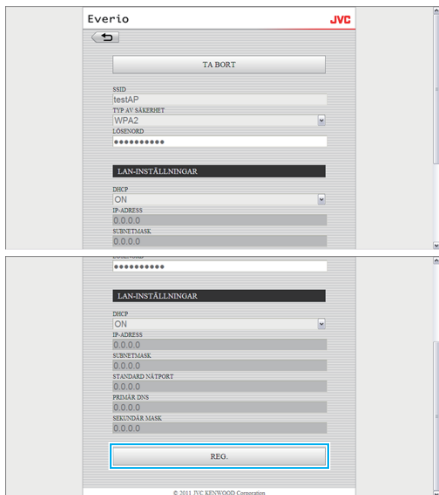 Everio JVC
TA BORT
SSID
testAP
TYP AV SÄKERHET
WPA2
LÖSENORD
●●●●●●●●●●
LAN-INSTÄLLNINGAR
DHCP
ON
IP-ADRESS
0.0.0.0
SUBNETMASK
0.0.0.0
●●●●●●●●●●
LAN-INSTÄLLNINGAR
DHCP
ON
IP-ADRESS
0.0.0.0
SUBNETMASK
0.0.0.0
STANDARD NÄTPORT
0.0.0.0
PRIMÄR DNS
0.0.0.0
SEKUNDÄR MASK
0.0.0.0
REG.
© 2011 JVC KENWOOD Corporation